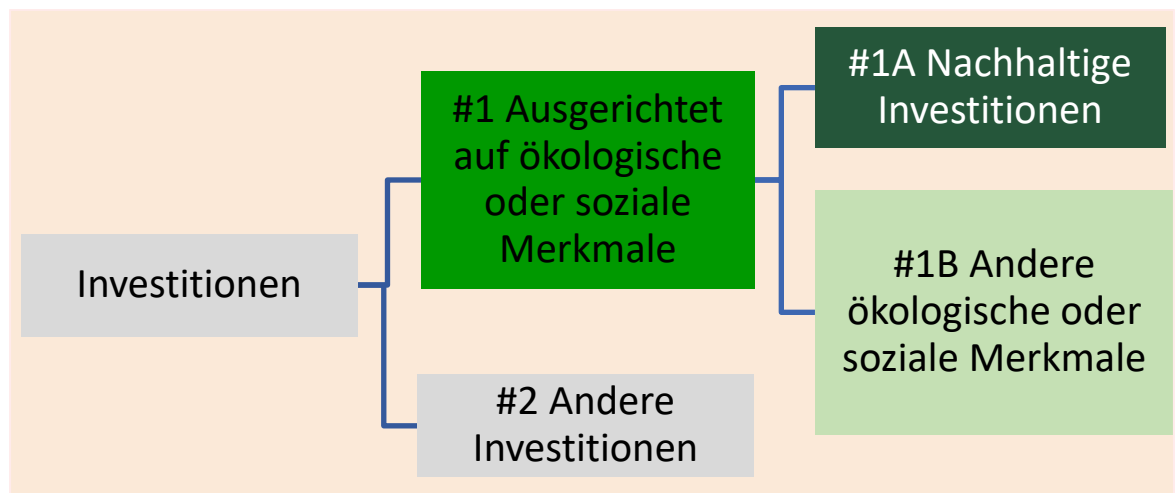 Investitionen
#1 Ausgerichtet
auf ökologische
oder soziale
Merkmale
#2 Andere
Investitionen
#1A Nachhaltige
Investitionen
#1B Andere
ökologische oder
soziale Merkmale